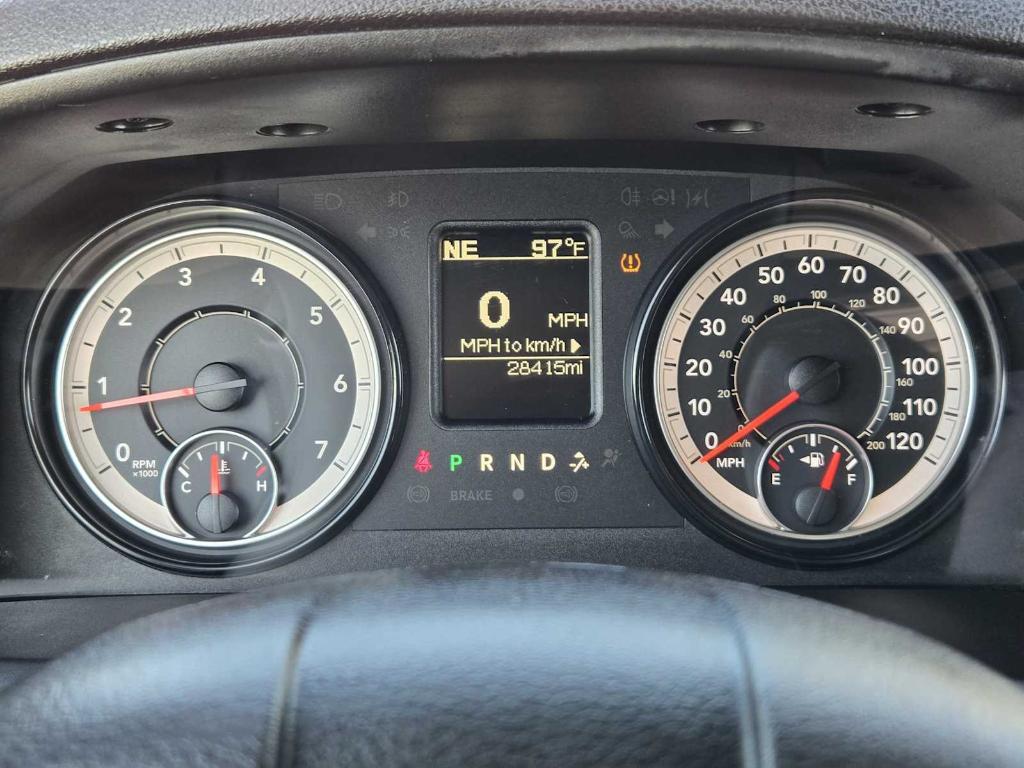 NE 97°F
0 MPH
MPH to km/h
28415mi
0 1 2 3 4 5 6 7
RPM
×1000
C H
P R N D
BRAKE
0 10 20 30 40 50 60 70 80 90 100 110 120
MPH
20 40 60 80 100 120 140 160 180 200
km/h
E F